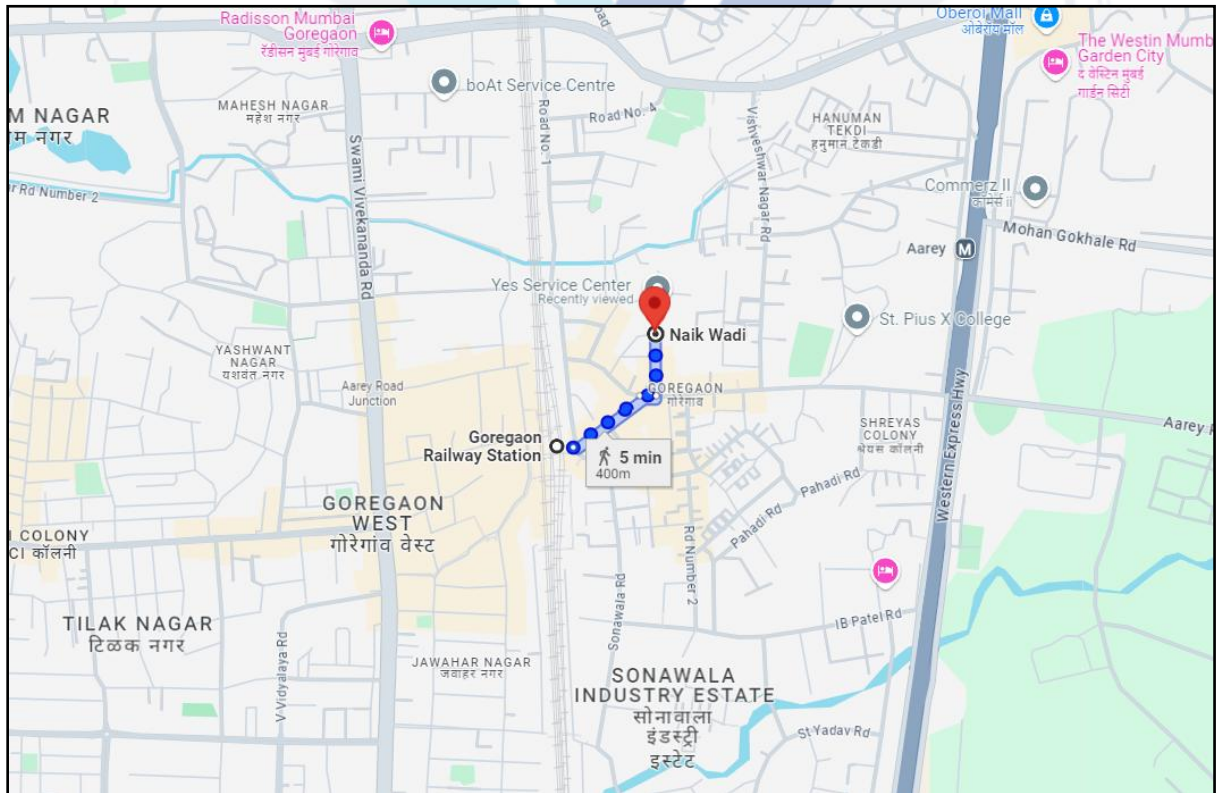 Radisson Mumbai
Goregaon
रॅडीसन मुंबई गोरेगाव
Oberoi Mall
ओबेरॉय मॉल
The Westin Mumb
Garden City
द वेस्टिन मुंबई
गार्डन सिटी
boAt Service Centre
MAHESH NAGAR
महेश नगर
M NAGAR
म नगर
Road
Road No. 1
Road No. 4
Vishveshwar Nagar Rd
HANUMAN
TEKDI
हनुमान टेकडी
Swami Vivekananda Rd
ar Rd Number 2
Commerz II
कॉमर्स ii
Mohan Gokhale Rd
Aarey
M
Yes Service Center
Recently viewed
Naik Wadi
St. Pius X College
YASHWANT
NAGAR
यशवंत नगर
Aarey Road
Junction
GOREGAON
गोरेगाव
Goregaon
Railway Station
5 min
400m
SHREYAS
COLONY
श्रेयस कॉलनी
Western Express Hwy
Aarey R
GOREGAON
WEST
गोरेगांव वेस्ट
Pahadi Rd
Pahadi Rd
Rd Number 2
I COLONY
CI कॉलनी
TILAK NAGAR
टिळक नगर
V Vidyalaya Rd
Sonawala Rd
IB Patel Rd
JAWAHAR NAGAR
जवाहर नगर
SONAWALA
INDUSTRY ESTATE
सोनावाला
इंडस्ट्री
इस्टेट
St Yadav Rd